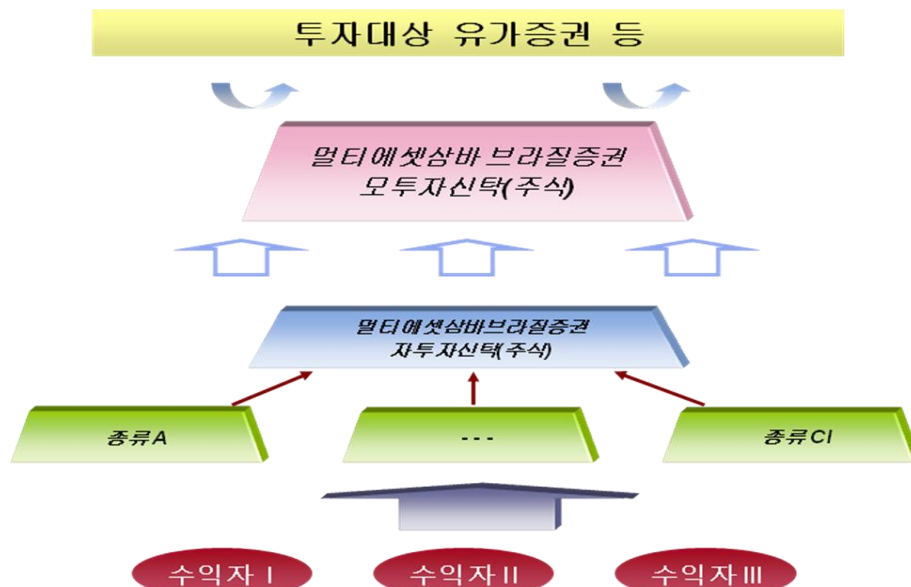 투자대상 유가증권 등
멀티에셋삼바 브라질증권
모투자신탁(주식)
멀티에셋삼바브라질증권
자투자신탁(주식)
종류A
---
종류CI
수익자 I
수익자 II
수익자 III